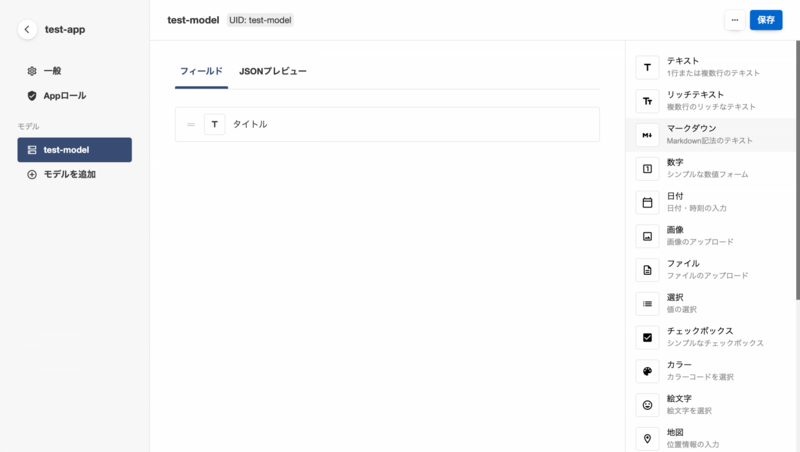 test-app
一般
Appロール
モデル
test-model
モデルを追加
test-model UID: test-model
保存
フィールド JSONプレビュー
T タイトル
テキスト
1行または複数行のテキスト
リッチテキスト
複数行のリッチなテキスト
マークダウン
Markdown記法のテキスト
数字
シンプルな数値フォーム
日付
日付・時刻の入力
画像
画像のアップロード
ファイル
ファイルのアップロード
選択
値の選択
チェックボックス
シンプルなチェックボックス
カラー
カラーコードを選択
絵文字
絵文字を選択
地図
位置情報の入力